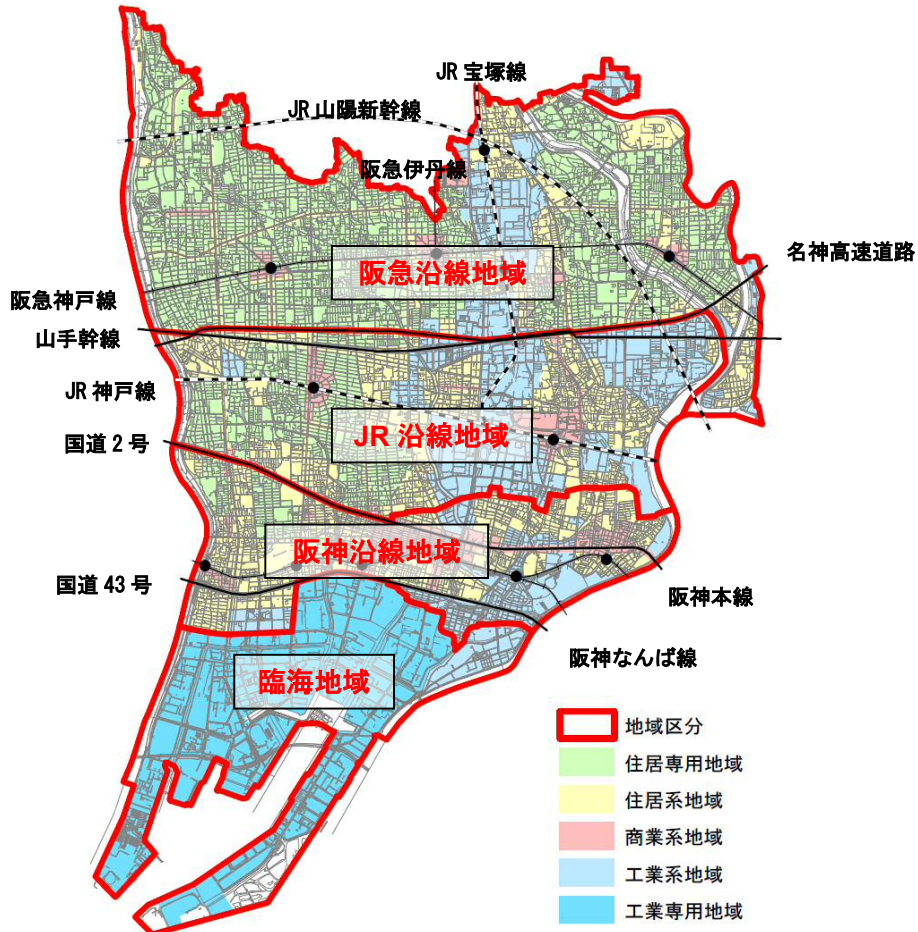 JR 宝塚線
JR 山陽新幹線
阪急伊丹線
名神高速道路
阪急沿線地域
阪急神戸線
山手幹線
JR 神戸線
JR 沿線地域
国道 2 号
阪神沿線地域
国道 43 号
阪神本線
阪神なんば線
臨海地域
地域区分
住居専用地域
住居系地域
商業系地域
工業系地域
工業専用地域